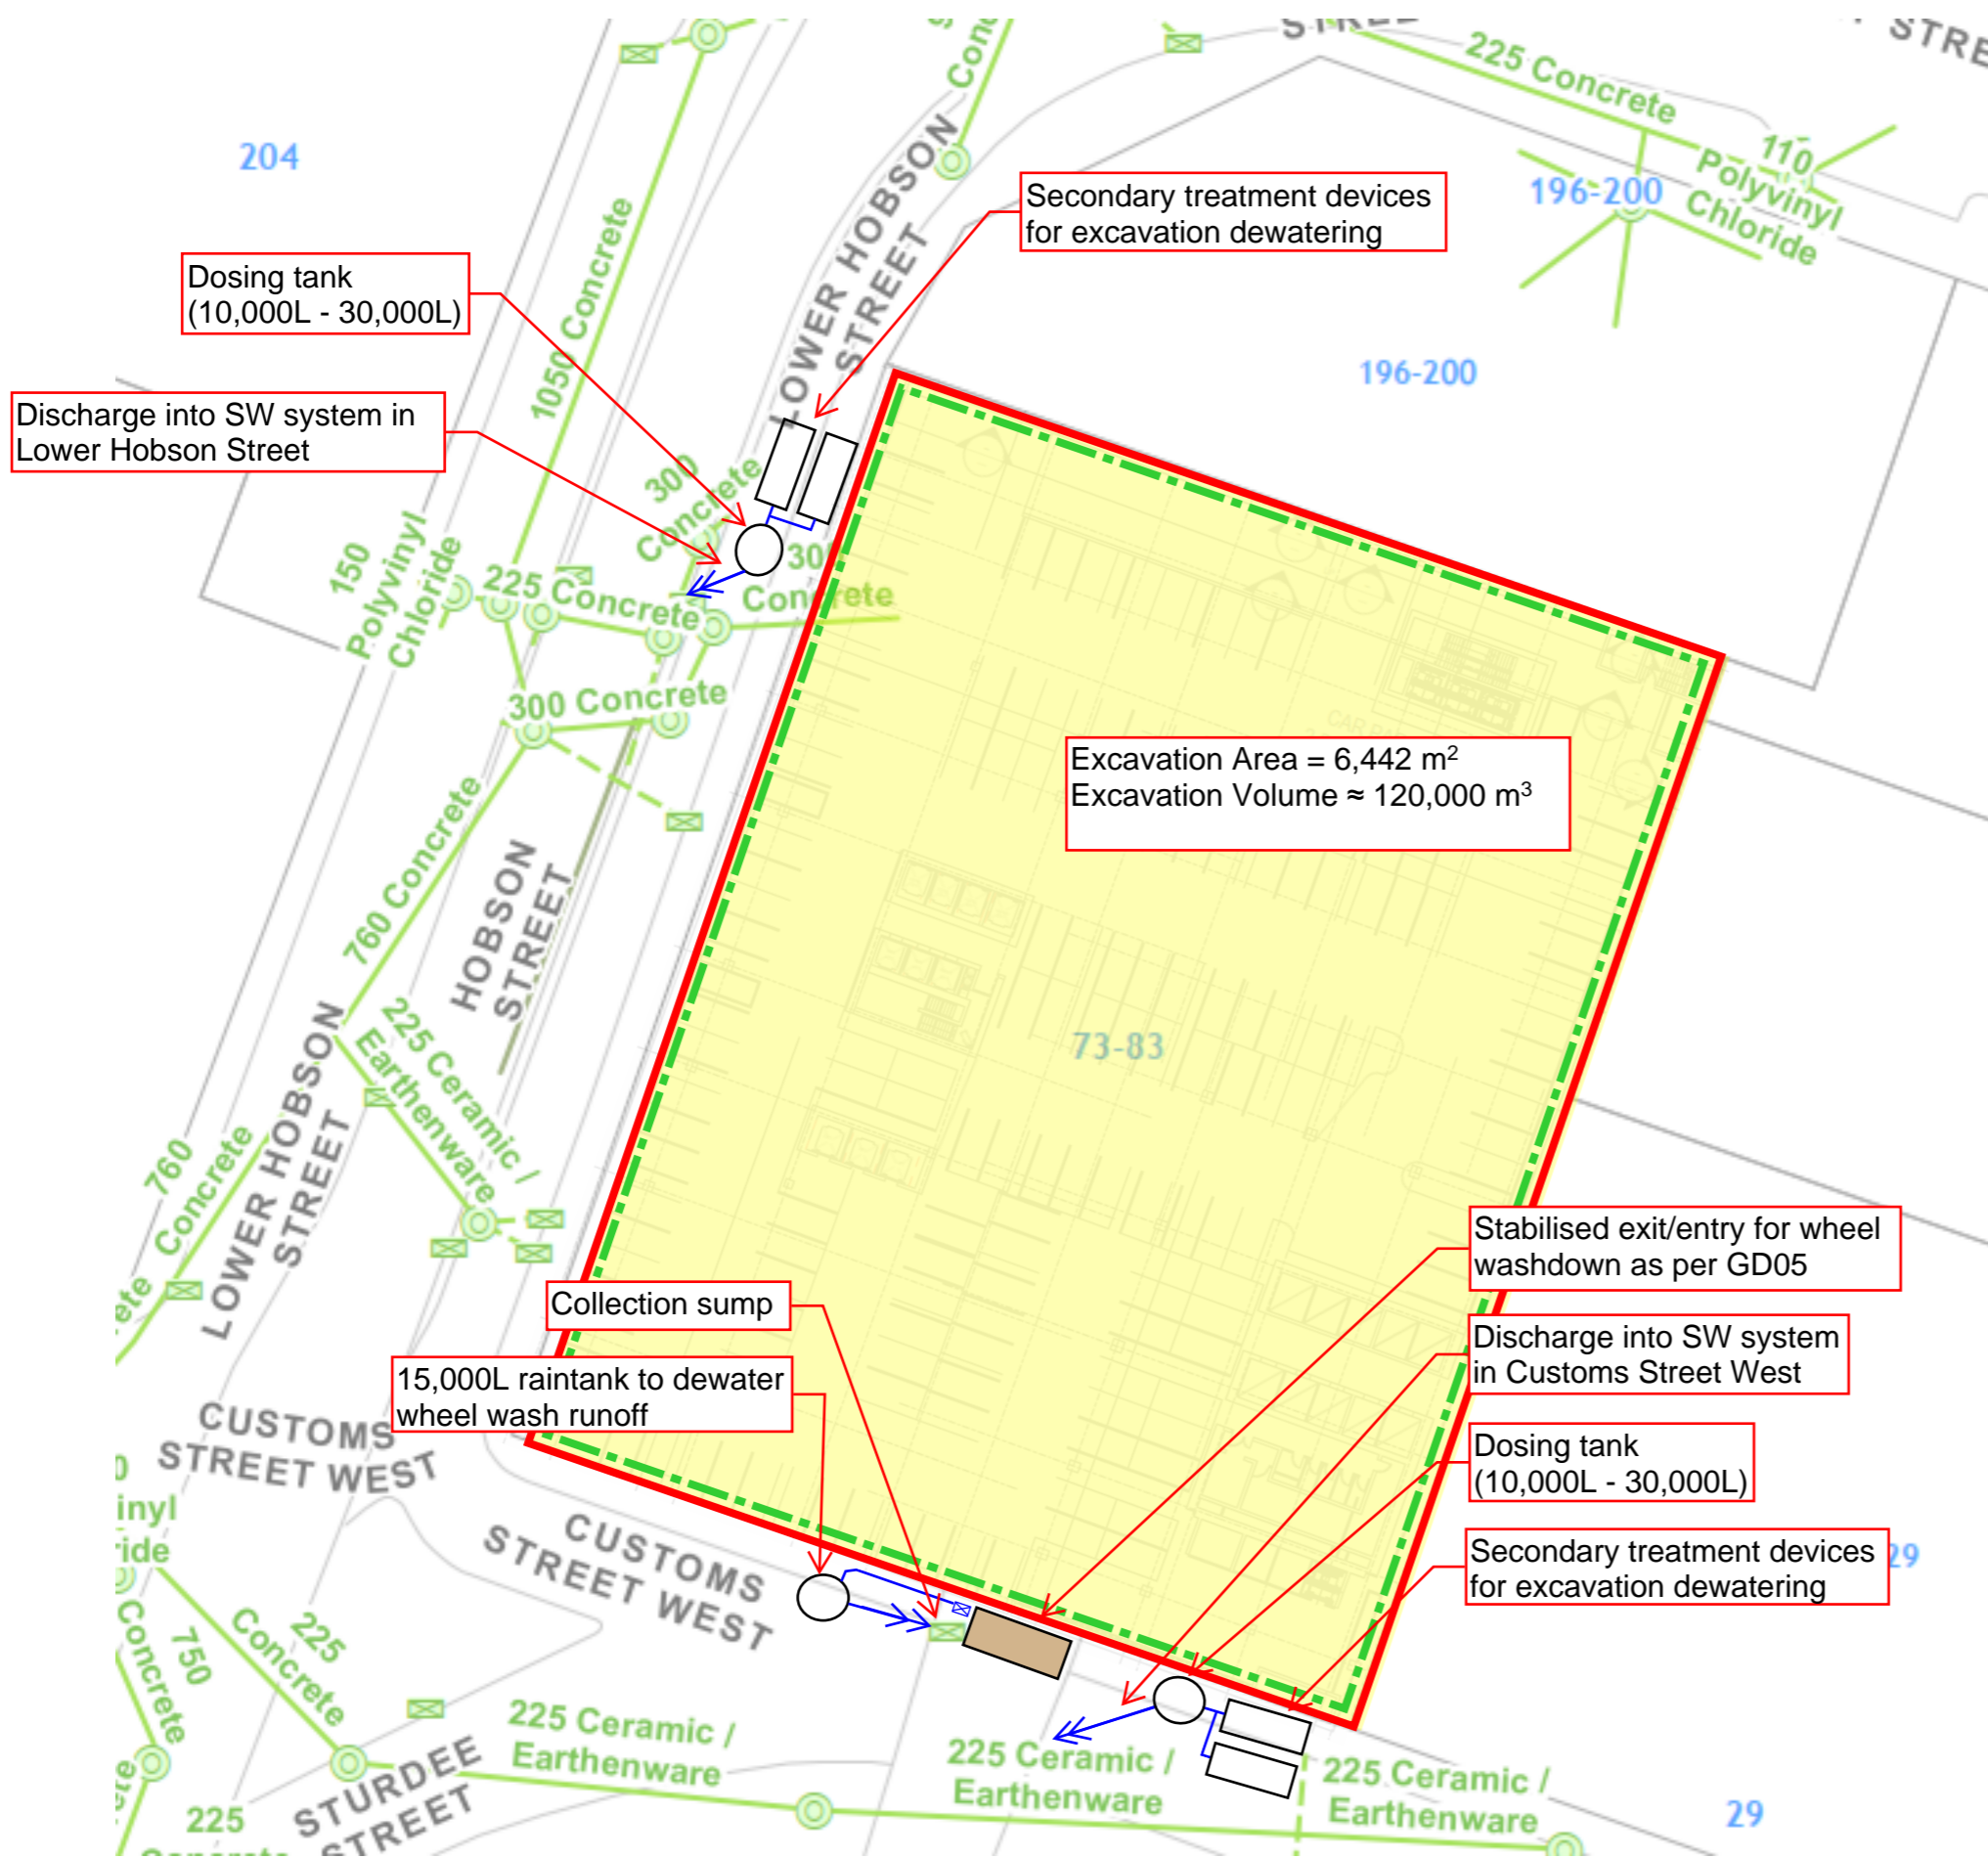 225 Concrete
204
110
Polyvinyl
Chloride
196-200
LOWER HOBSON
STREET
Secondary treatment devices
for excavation dewatering
Dosing tank
(10,000L - 30,000L)
1050 Concrete
196-200
Discharge into SW system in
Lower Hobson Street
300
Concrete
150
Polyvinyl
Chloride
225 Concrete
Concrete
300 Concrete
Excavation Area = 6,442 m²
Excavation Volume ≈ 120,000 m³
760 Concrete
HOBSON
STREET
73-83
225 Ceramic /
Earthenware
LOWER HOBSON
STREET
760
Concrete
Stabilised exit/entry for wheel
washdown as per GD05
Collection sump
Discharge into SW system
in Customs Street West
15,000L raintank to dewater
wheel wash runoff
CUSTOMS
STREET WEST
Dosing tank
(10,000L - 30,000L)
CUSTOMS
STREET WEST
Secondary treatment devices
for excavation dewatering
29
225
Concrete
750
Concrete
225 Ceramic /
Earthenware
225 Ceramic /
Earthenware
225 Ceramic /
Earthenware
STURDEE
STREET
225
29